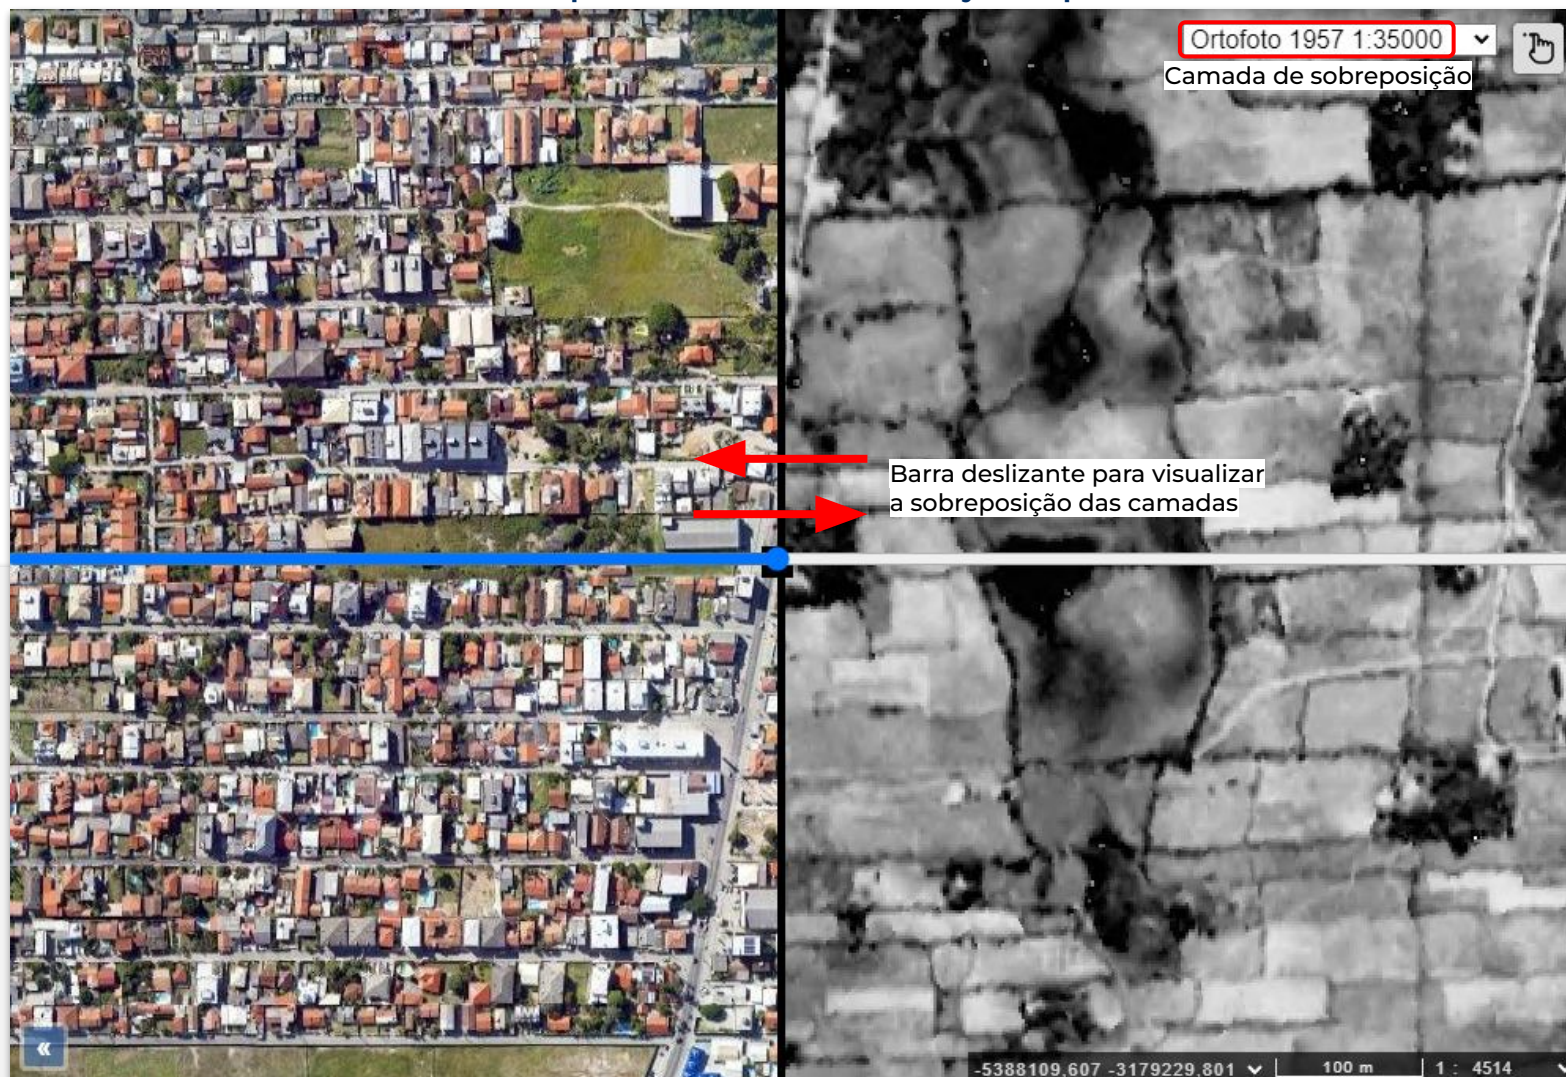 Ortofoto 1957 1:35000
Camada de sobreposição
Barra deslizante para visualizar
a sobreposição das camadas
«
-5388109,607 -3179229,801
100 m
1 : 4514